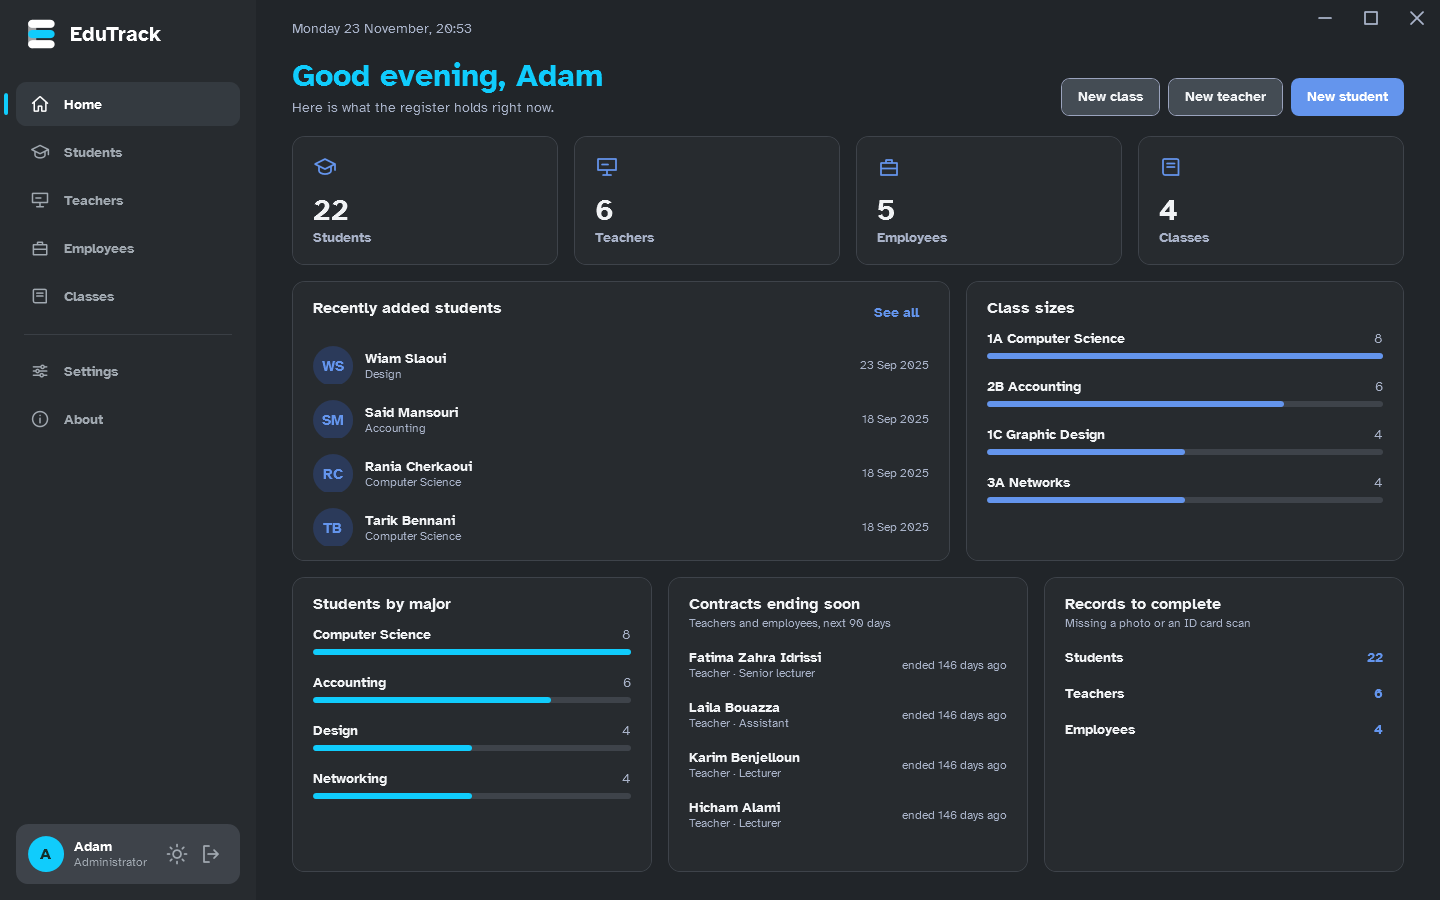 EduTrack
Home
Students
Teachers
Employees
Classes
Settings
About
A
Adam
Administrator
Monday 23 November, 20:53
Good evening, Adam
Here is what the register holds right now.
New class
New teacher
New student
22
Students
6
Teachers
5
Employees
4
Classes
Recently added students
See all
WS
Wiam Slaoui
Design
23 Sep 2025
SM
Said Mansouri
Accounting
18 Sep 2025
RC
Rania Cherkaoui
Computer Science
18 Sep 2025
TB
Tarik Bennani
Computer Science
18 Sep 2025
Class sizes
1A Computer Science 8
2B Accounting 6
1C Graphic Design 4
3A Networks 4
Students by major
Computer Science 8
Accounting 6
Design 4
Networking 4
Contracts ending soon
Teachers and employees, next 90 days
Fatima Zahra Idrissi
Teacher · Senior lecturer
ended 146 days ago
Laila Bouazza
Teacher · Assistant
ended 146 days ago
Karim Benjelloun
Teacher · Lecturer
ended 146 days ago
Hicham Alami
Teacher · Lecturer
ended 146 days ago
Records to complete
Missing a photo or an ID card scan
Students 22
Teachers 6
Employees 4